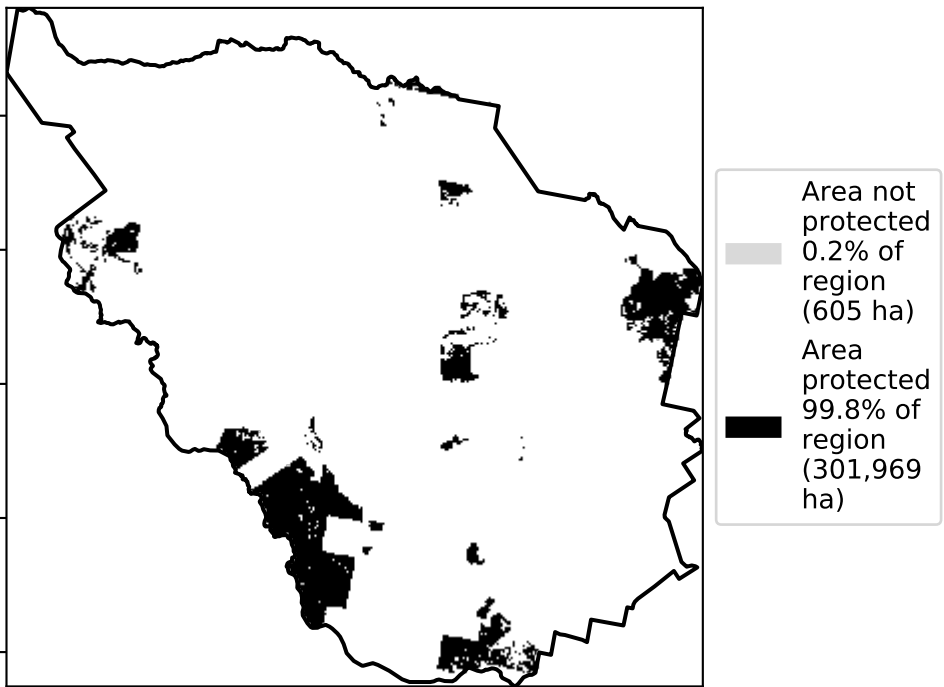 Area not
protected
0.2% of
region
(605 ha)
Area
protected
99.8% of
region
(301,969
ha)